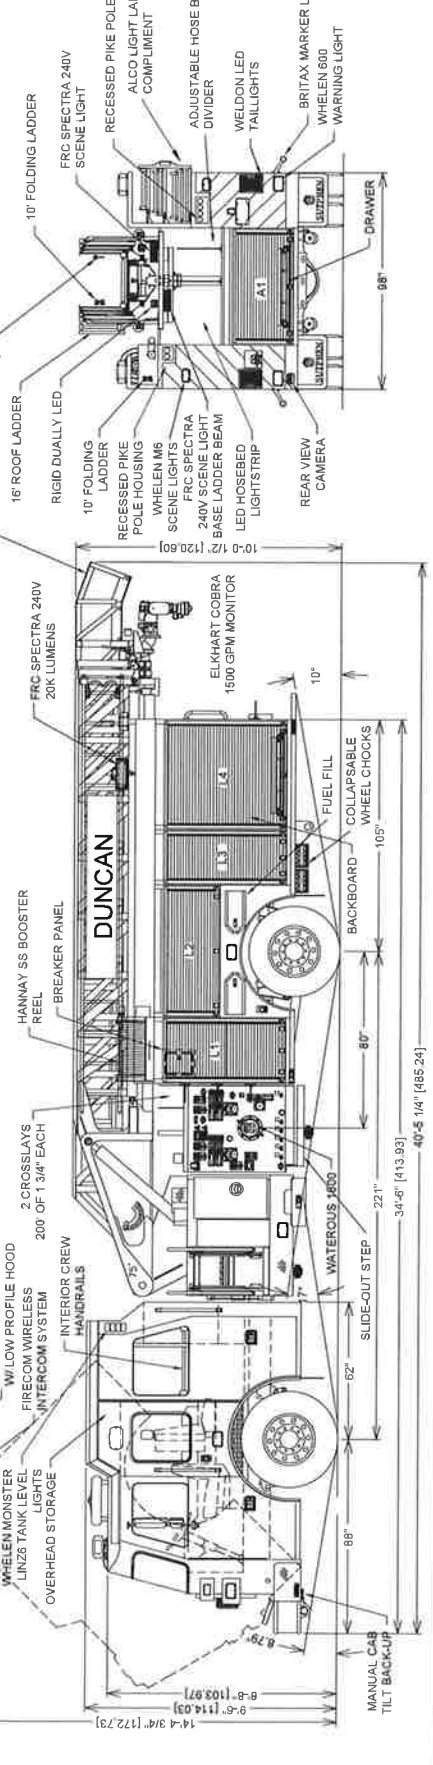 WHELEN MONSTER
LINZ6 TANK LEVEL
LIGHTS
OVERHEAD STORAGE
W/ LOW PROFILE HOOD
FIRECOM WIRELESS
INTERCOM SYSTEM
INTERIOR CREW
HANDRAILS
2 CROSSLAYS
200' OF 1 3/4" EACH
HANNAY SS BOOSTER
REEL
BREAKER PANEL
DUNCAN
FRC SPECTRA 240V
20K LUMENS
ELKHART COBRA
1500 GPM MONITOR
75°
L1
L2
L3
L4
10°
FUEL FILL
COLLAPSABLE
WHEEL CHOCKS
BACKBOARD
WATEROUS 1600
SLIDE-OUT STEP
7°
8.79°
MANUAL CAB
TILT BACK-UP
88"
62"
80"
105"
221"
34'-6" [413.93]
40'-5 1/4" [485.24]
14'-4 3/4" [172.73]
9'-6" [114.03]
8'-8" [103.97]
10'-0 1/2" [120.60]
16' ROOF LADDER
RIGID DUALLY LED
10' FOLDING
LADDER
RECESSED PIKE
POLE HOUSING
WHELEN M6
SCENE LIGHTS
FRC SPECTRA
240V SCENE LIGHT
BASE LADDER BEAM
LED HOSEBED
LIGHTSTRIP
REAR VIEW
CAMERA
10' FOLDING LADDER
FRC SPECTRA 240V
SCENE LIGHT
RECESSED PIKE POLE
ALCO LIGHT
COMPLIMENT
ADJUSTABLE HOSE
DIVIDER
WELDON LED
TAILLIGHTS
BRITAX MARKER
WHELEN 600
WARNING LIGHT
A1
DRAWER
SUTPHEN
SUTPHEN
98"